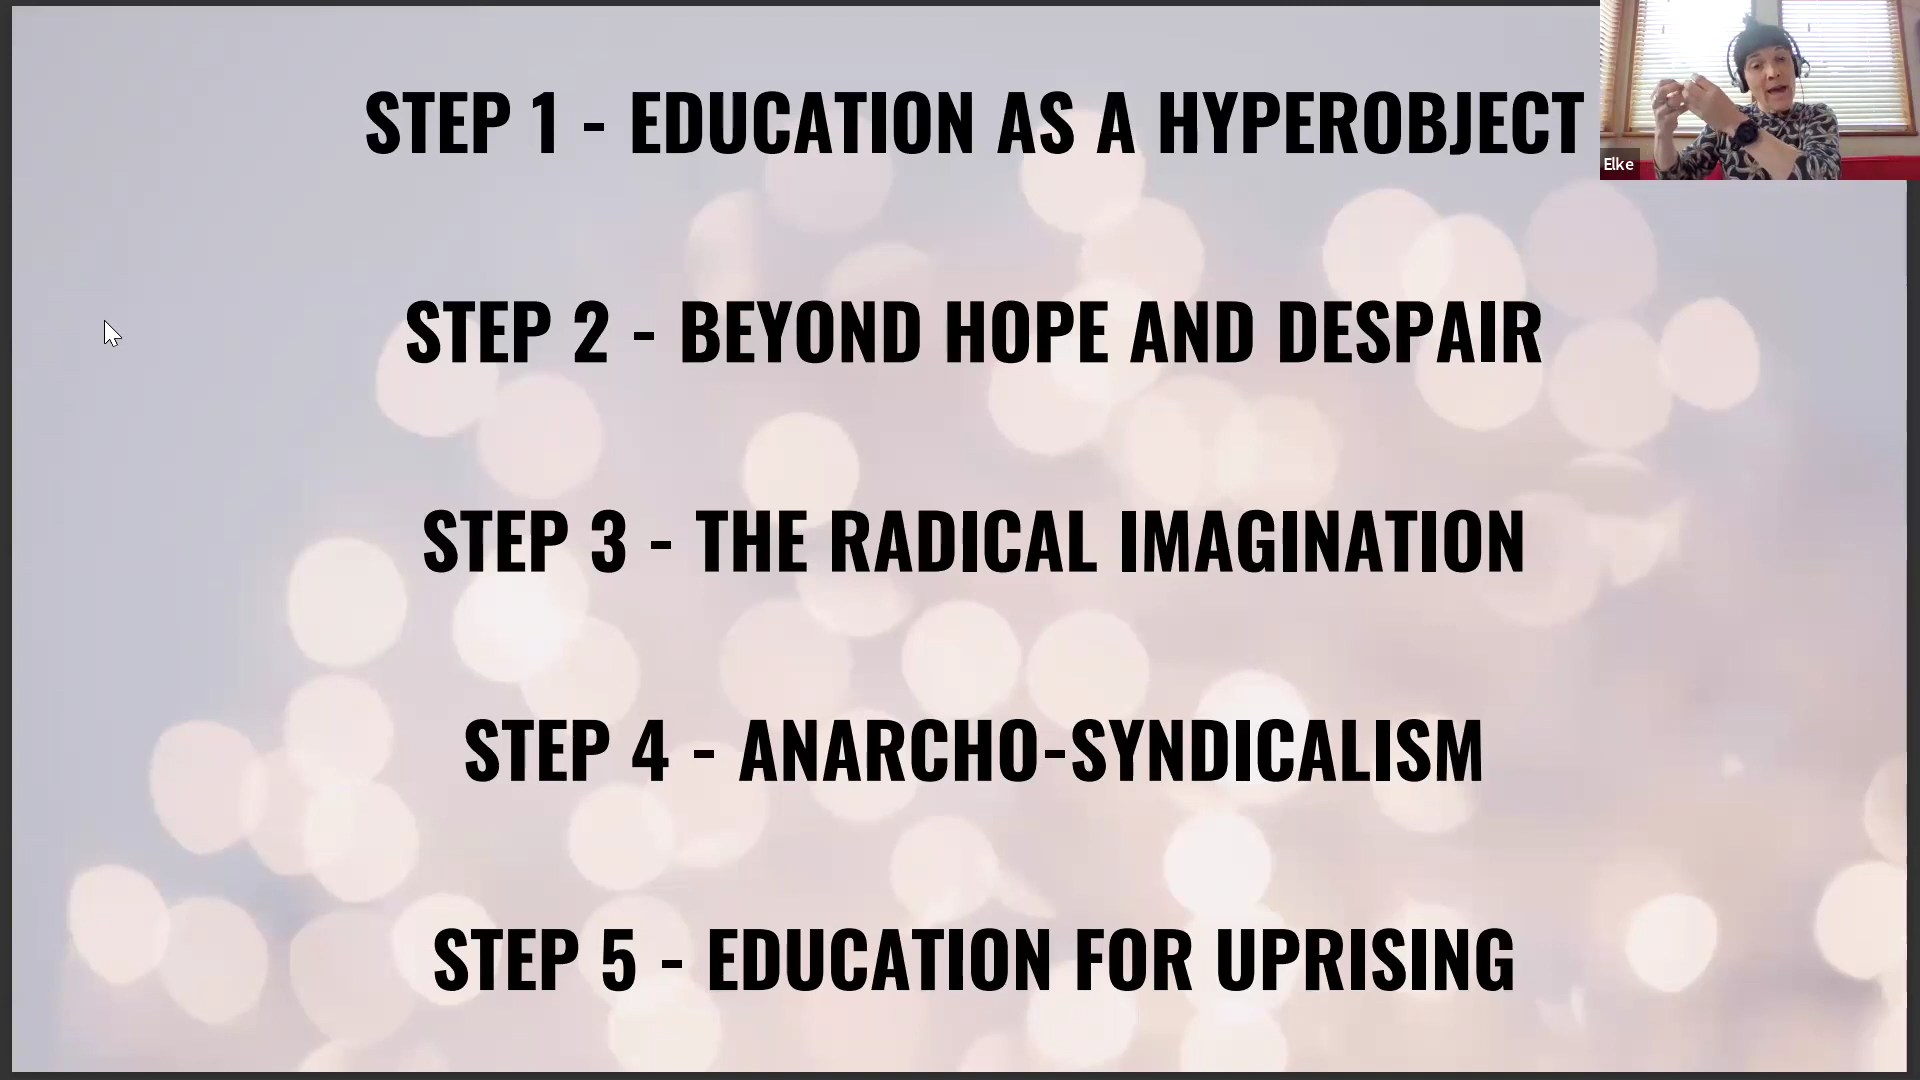 STEP 1 - EDUCATION AS A HYPEROBJECT
Elke
STEP 2 - BEYOND HOPE AND DESPAIR
STEP 3 - THE RADICAL IMAGINATION
STEP 4 - ANARCHO-SYNDICALISM
STEP 5 - EDUCATION FOR UPRISING